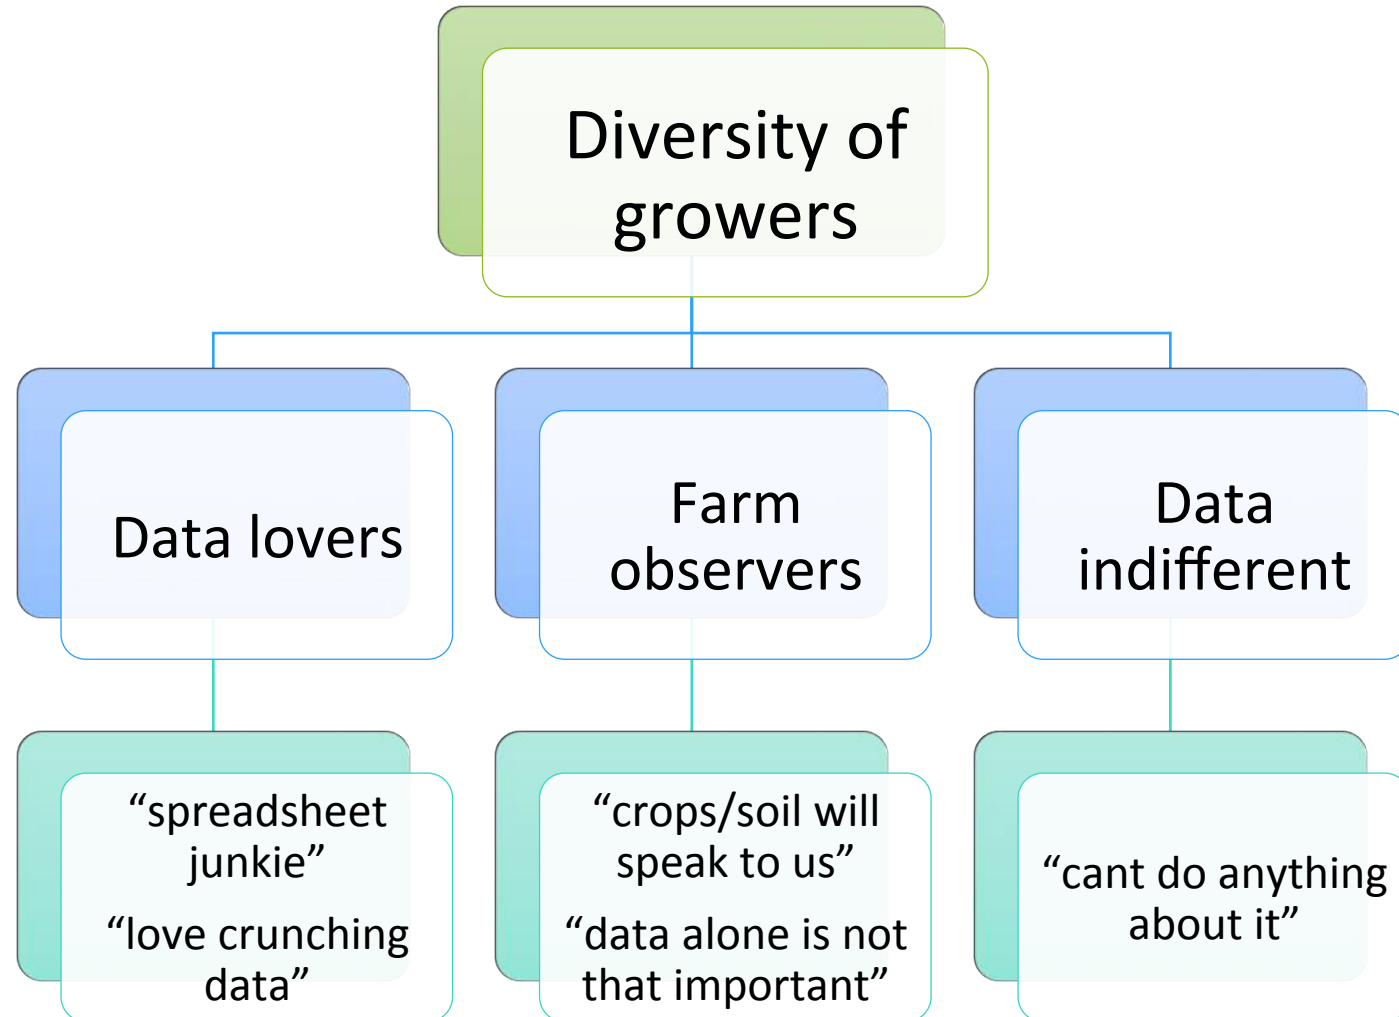 Diversity of
growers
Data lovers
Farm
observers
Data
indifferent
“spreadsheet
junkie”
“love crunching
data”
“crops/soil will
speak to us”
“data alone is not
that important”
“cant do anything
about it”